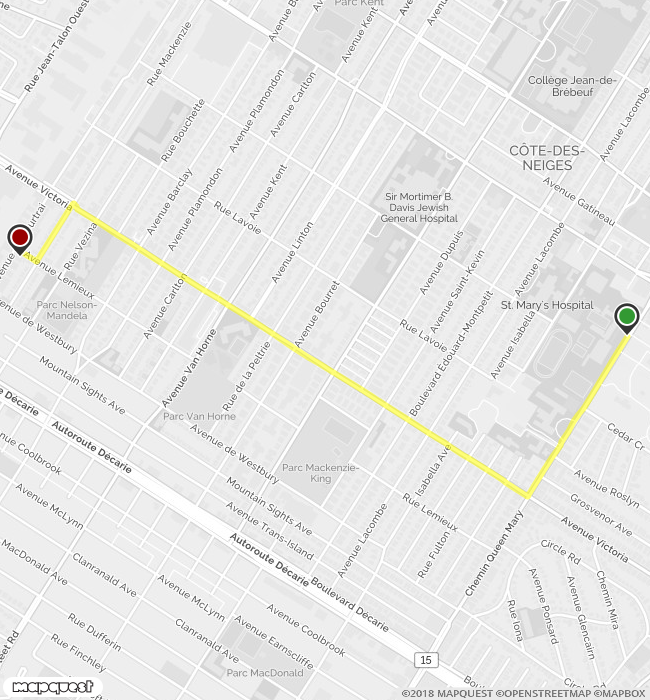 Parc Kent
Avenue B
Avenue Kent
Rue Jean-Talon Ouest
Rue Mackenzie
Collège Jean-de-
Brébeuf
Avenue Plamondon
Avenue Carlton
Avenue Lacombe
Rue Bouchette
CÔTE-DES-
NEIGES
Avenue Victoria
Avenue Barclay
Avenue Plamondon
Avenue Kent
Sir Mortimer B.
Davis Jewish
General Hospital
Avenue Gatineau
Rue Lavoie
urtrai
Rue Vezina
Avenue Linton
Avenue Dupuis
Avenue Saint-Kevin
Avenue Lacombe
Avenue Lemieux
Parc Nelson-
Mandela
Avenue Carlton
Avenue Bourret
St. Mary's Hospital
Boulevard Edouard-Montpetit
Avenue Isabella
Rue Lavoie
Avenue de Westbury
Avenue Van Horne
Rue de la Peltrie
Mountain Sights Ave
Parc Van Horne
Décarie
Autoroute Décarie
Avenue de Westbury
Cedar Cr
Isabella Ave
Avenue Coolbrook
Parc Mackenzie-
King
Avenue Roslyn
Avenue McLynn
Mountain Sights Ave
Rue Lemieux
Grosvenor Ave
Avenue Trans-Island
Avenue Lacombe
Chemin Queen Mary
Avenue Victoria
MacDonald Ave
Clanranald Ave
Autoroute Décarie
Rue Fulton
Circle Rd
Avenue McLynn
Boulevard Décarie
Chemin Mira
Avenue Glencairn
Avenue Ponsard
Rue Iona
Rue Dufferin
Clanranald Ave
Avenue Coolbrook
Avenue Earnscliffe
Rue Finchley
15
Parc MacDonald
mapquest
©2018 MAPQUEST ©OPENSTREETMAP ©MAPBOX